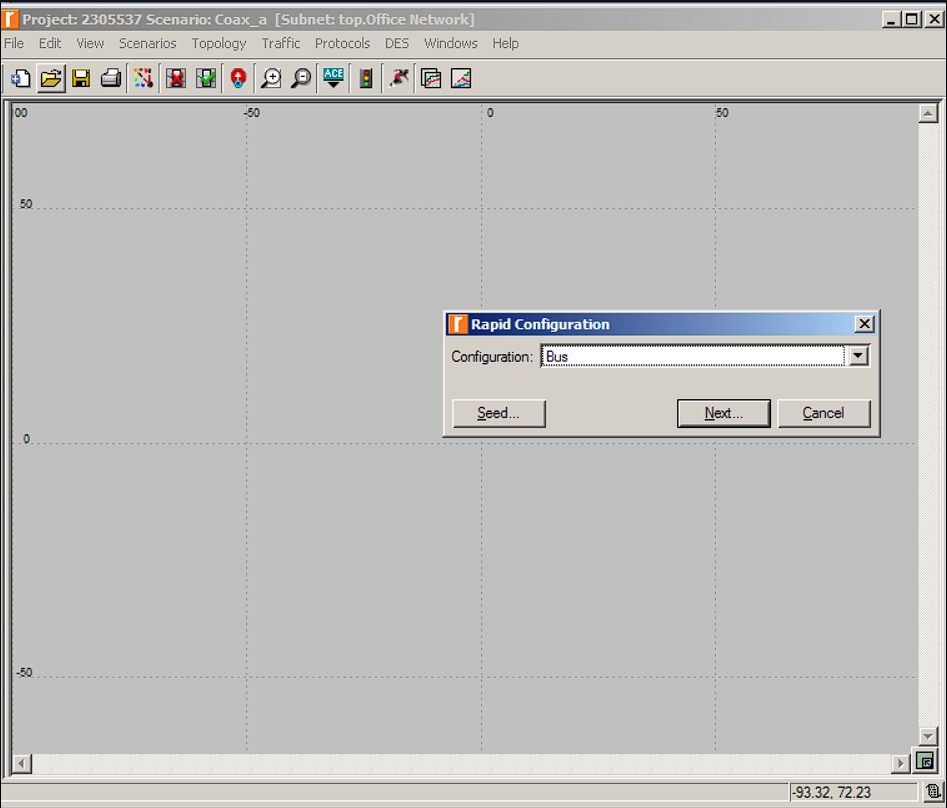 Project: 2305537 Scenario: Coax_a [Subnet: top.Office Network]
File Edit View Scenarios Topology Traffic Protocols DES Windows Help
ACE
00 -50 0 50
50
Rapid Configuration
Configuration: Bus
Seed... Next... Cancel
0
-50
-93.32, 72.23